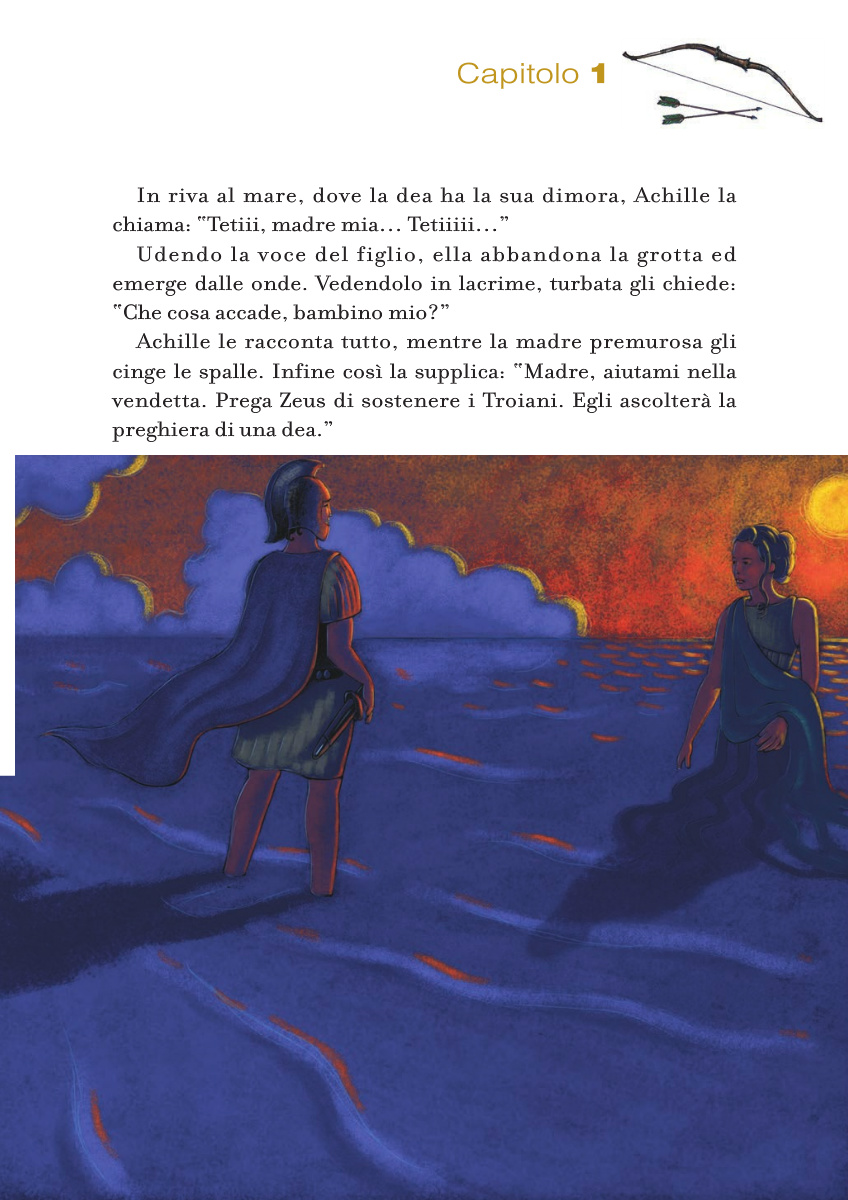 Capitolo 1
In riva al mare, dove la dea ha la sua dimora, Achille la
chiama: “Tetiii, madre mia… Tetiiiii…”
Udendo la voce del figlio, ella abbandona la grotta ed
emerge dalle onde. Vedendolo in lacrime, turbata gli chiede:
“Che cosa accade, bambino mio?”
Achille le racconta tutto, mentre la madre premurosa gli
cinge le spalle. Infine così la supplica: “Madre, aiutami nella
vendetta. Prega Zeus di sostenere i Troiani. Egli ascolterà la
preghiera di una dea.”